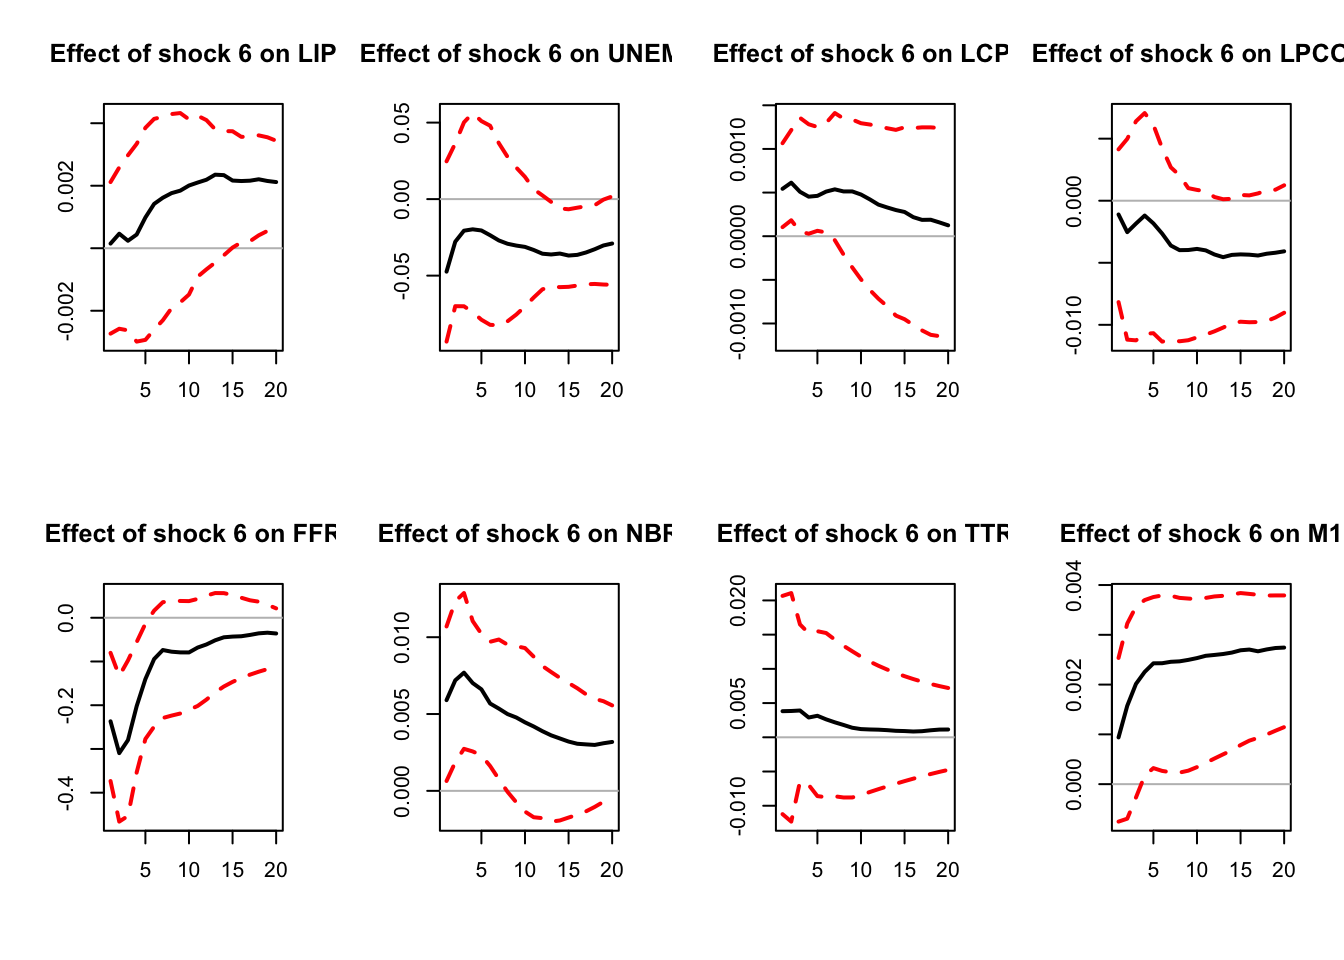 Effect of shock 6 on LIP
Effect of shock 6 on UNEM
Effect of shock 6 on LCP
Effect of shock 6 on LPCO
0.002
-0.002
5 10 15 20
0.05
0.00
-0.05
5 10 15 20
0.0010
0.0000
-0.0010
5 10 15 20
0.000
-0.010
5 10 15 20
Effect of shock 6 on FFR
Effect of shock 6 on NBR
Effect of shock 6 on TTR
Effect of shock 6 on M1
0.0
-0.2
-0.4
5 10 15 20
0.010
0.005
0.000
5 10 15 20
0.020
0.005
-0.010
5 10 15 20
0.004
0.002
0.000
5 10 15 20